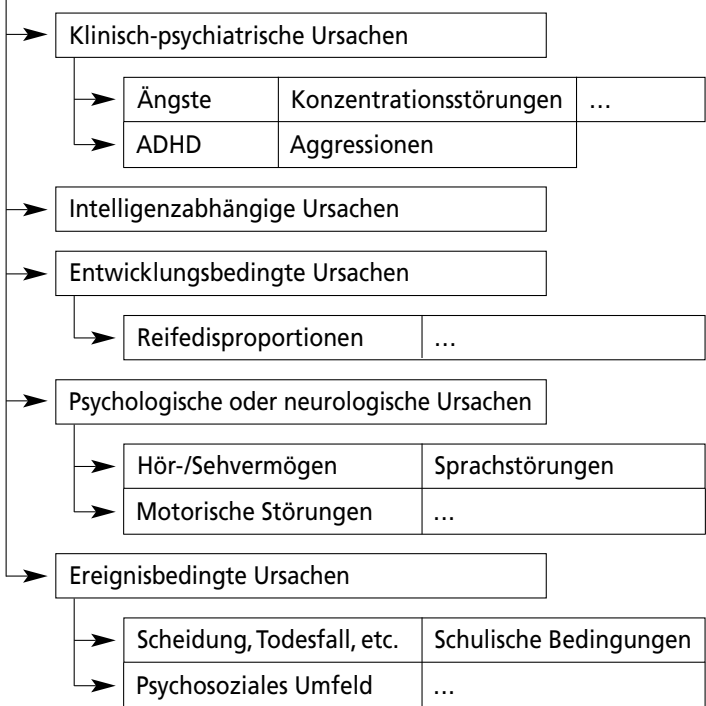 Klinisch-psychiatrische Ursachen
Ängste Konzentrationsstörungen …
ADHD Aggressionen
Intelligenzabhängige Ursachen
Entwicklungsbedingte Ursachen
Reifedisproportionen …
Psychologische oder neurologische Ursachen
Hör-/Sehvermögen Sprachstörungen
Motorische Störungen …
Ereignisbedingte Ursachen
Scheidung, Todesfall, etc. Schulische Bedingungen
Psychosoziales Umfeld …